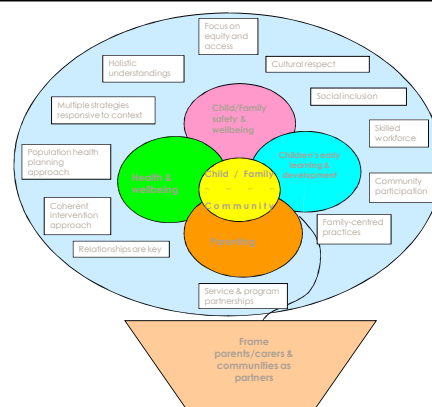 Focus on
equity and
access
Holistic
understandings
Cultural respect
Multiple strategies
responsive to context
Social inclusion
Child/Family
safety &
wellbeing
Skilled
workforce
Population health
planning
approach
Health &
wellbeing
Child / Family
– – – –
Community
Children's early
learning &
development
Community
participation
Coherent
intervention
approach
Family-centred
practices
Relationships are key
Parenting
Service & program
partnerships
Frame
parents/carers &
communities as
partners